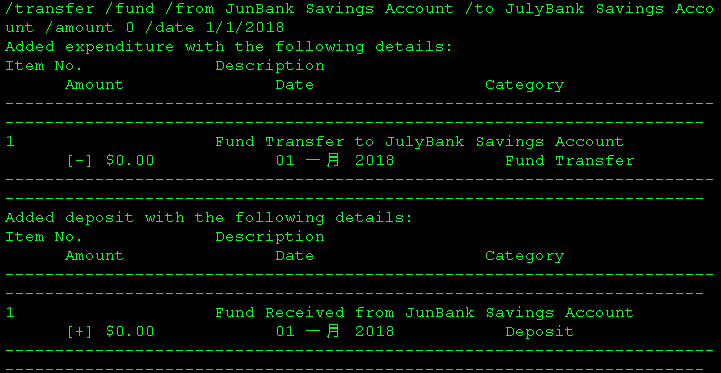 /transfer /fund /from JunBank Savings Account /to JulyBank Savings Acco
unt /amount 0 /date 1/1/2018
Added expenditure with the following details:
Item No. Description
Amount Date Category
-----------------------------------------------------------------------
----------------------------------------------------------------------
1 Fund Transfer to JulyBank Savings Account
[-] $0.00 01 一月 2018 Fund Transfer
-----------------------------------------------------------------------
----------------------------------------------------------------------
Added deposit with the following details:
Item No. Description
Amount Date Category
-----------------------------------------------------------------------
----------------------------------------------------------------------
1 Fund Received from JunBank Savings Account
[+] $0.00 01 一月 2018 Deposit
-----------------------------------------------------------------------
----------------------------------------------------------------------